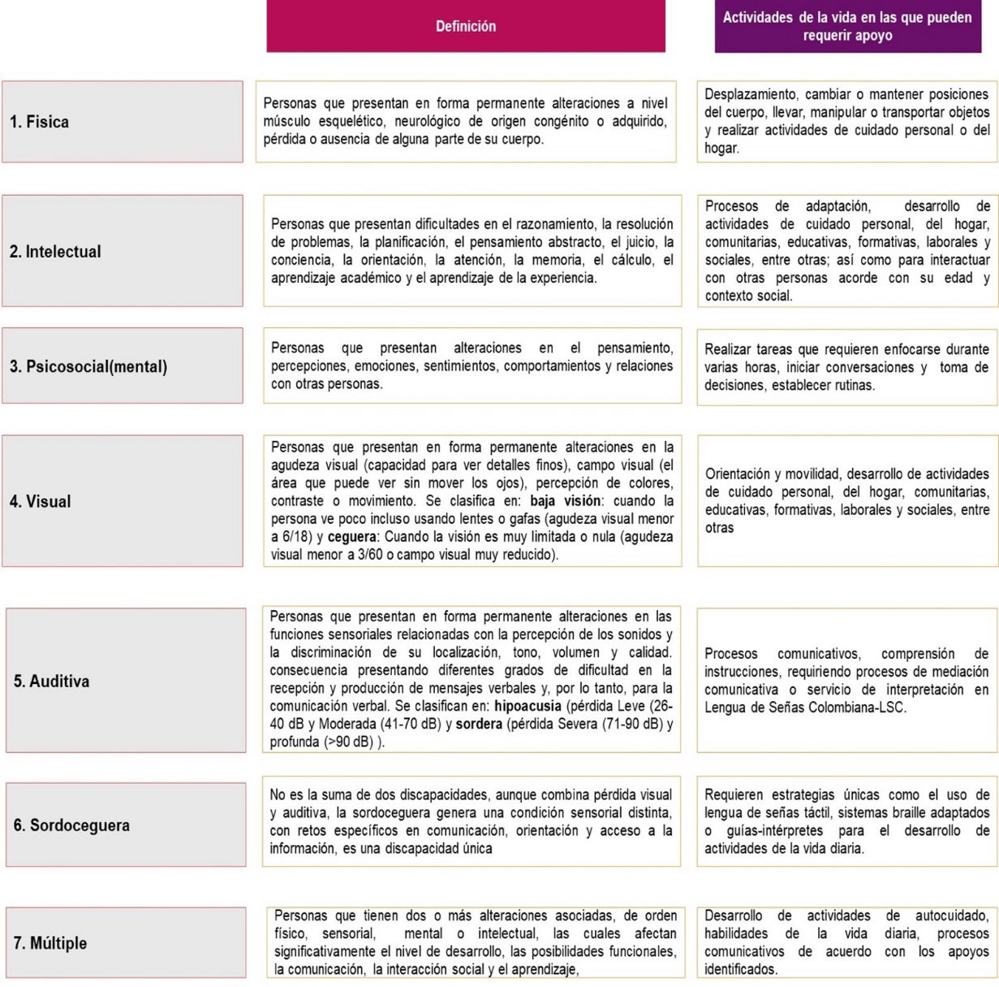 Definición
Actividades de la vida en las que pueden
requerir apoyo
1. Fisica
Personas que presentan en forma permanente alteraciones a nivel
músculo esquelético, neurológico de origen congénito o adquirido,
pérdida o ausencia de alguna parte de su cuerpo.
Desplazamiento, cambiar o mantener posiciones
del cuerpo, llevar, manipular o transportar objetos
y realizar actividades de cuidado personal o del
hogar.
2. Intelectual
Personas que presentan dificultades en el razonamiento, la resolución
de problemas, la planificación, el pensamiento abstracto, el juicio, la
conciencia, la orientación, la atención, la memoria, el cálculo, el
aprendizaje académico y el aprendizaje de la experiencia.
Procesos de adaptación, desarrollo de
actividades de cuidado personal, del hogar,
comunitarias, educativas, formativas, laborales y
sociales, entre otras; así como para interactuar
con otras personas acorde con su edad y
contexto social.
3. Psicosocial(mental)
Personas que presentan alteraciones en el pensamiento,
percepciones, emociones, sentimientos, comportamientos y relaciones
con otras personas.
Realizar tareas que requieren enfocarse durante
varias horas, iniciar conversaciones y toma de
decisiones, establecer rutinas.
4. Visual
Personas que presentan en forma permanente alteraciones en la
agudeza visual (capacidad para ver detalles finos), campo visual (el
área que puede ver sin mover los ojos), percepción de colores,
contraste o movimiento. Se clasifica en: baja visión: cuando la
persona ve poco incluso usando lentes o gafas (agudeza visual menor
a 6/18) y ceguera: Cuando la visión es muy limitada o nula (agudeza
visual menor a 3/60 o campo visual muy reducido).
Orientación y movilidad, desarrollo de actividades
de cuidado personal, del hogar, comunitarias,
educativas, formativas, laborales y sociales, entre
otras
5. Auditiva
Personas que presentan en forma permanente alteraciones en las
funciones sensoriales relacionadas con la percepción de los sonidos y
la discriminación de su localización, tono, volumen y calidad.
consecuencia presentando diferentes grados de dificultad en la
recepción y producción de mensajes verbales y, por lo tanto, para la
comunicación verbal. Se clasifican en: hipoacusia (pérdida Leve (26-
40 dB y Moderada (41-70 dB) y sordera (pérdida Severa (71-90 dB) y
profunda (>90 dB) ).
Procesos comunicativos, comprensión de
instrucciones, requiriendo procesos de mediación
comunicativa o servicio de interpretación en
Lengua de Señas Colombiana-LSC.
6. Sordoceguera
No es la suma de dos discapacidades, aunque combina pérdida visual
y auditiva, la sordoceguera genera una condición sensorial distinta,
con retos específicos en comunicación, orientación y acceso a la
información, es una discapacidad única
Requieren estrategias únicas como el uso de
lengua de señas táctil, sistemas braille adaptados
o guías-intérpretes para el desarrollo de
actividades de la vida diaria.
7. Múltiple
Personas que tienen dos o más alteraciones asociadas, de orden
físico, sensorial, mental o intelectual, las cuales afectan
significativamente el nivel de desarrollo, las posibilidades funcionales,
la comunicación, la interacción social y el aprendizaje,
Desarrollo de actividades de autocuidado,
habilidades de la vida diaria, procesos
comunicativos de acuerdo con los apoyos
identificados.